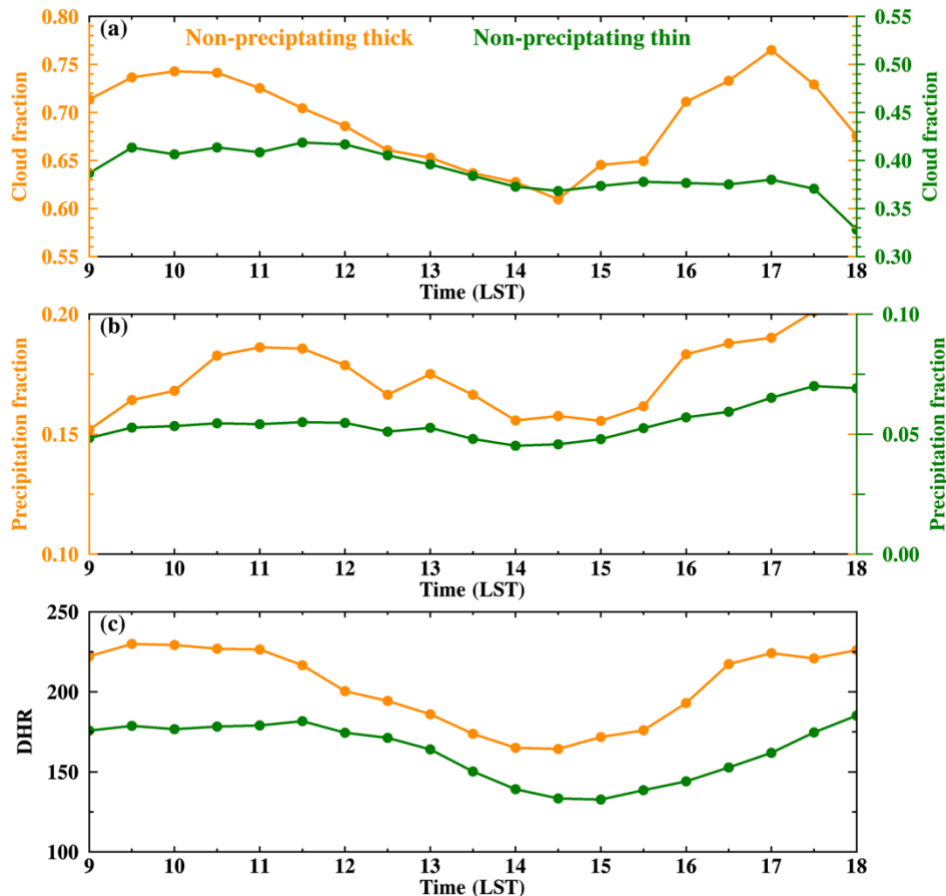 (a)
Non-preciptating thick
Non-preciptating thin
Cloud fraction
0.80
0.75
0.70
0.65
0.60
0.55
Cloud fraction
0.55
0.50
0.45
0.40
0.35
0.30
9 10 11 12 13 14 15 16 17 18
Time (LST)
(b)
Precipitation fraction
0.20
0.15
0.10
Precipitation fraction
0.10
0.05
0.00
9 10 11 12 13 14 15 16 17 18
Time (LST)
(c)
DHR
250
200
150
100
9 10 11 12 13 14 15 16 17 18
Time (LST)